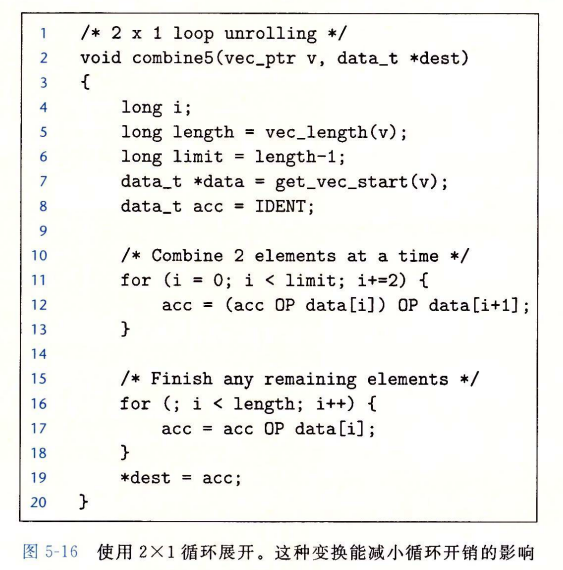 1 /* 2 x 1 loop unrolling */
2 void combine5(vec_ptr v, data_t *dest)
3 {
4     long i;
5     long length = vec_length(v);
6     long limit = length-1;
7     data_t *data = get_vec_start(v);
8     data_t acc = IDENT;
9
10     /* Combine 2 elements at a time */
11     for (i = 0; i < limit; i+=2) {
12         acc = (acc OP data[i]) OP data[i+1];
13     }
14
15     /* Finish any remaining elements */
16     for (; i < length; i++) {
17         acc = acc OP data[i];
18     }
19     *dest = acc;
20 }
图 5-16 使用 2×1 循环展开。这种变换能减小循环开销的影响